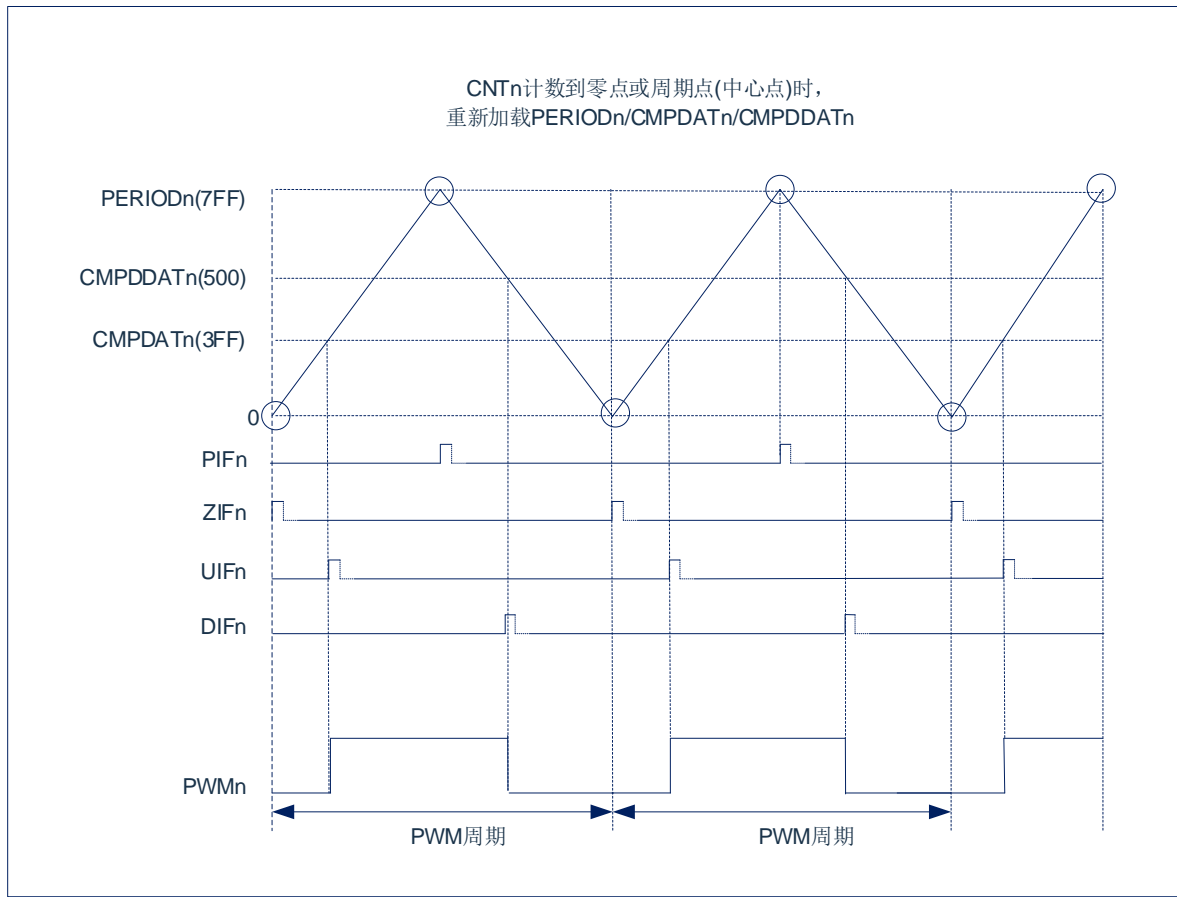 CNTn计数到零点或周期点(中心点)时，
重新加载PERIODn/CMPDATn/CMPDDATn
PERIODn(7FF)
CMPDDATn(500)
CMPDATn(3FF)
0
PIFn
ZIFn
UIFn
DIFn
PWMn
PWM周期
PWM周期